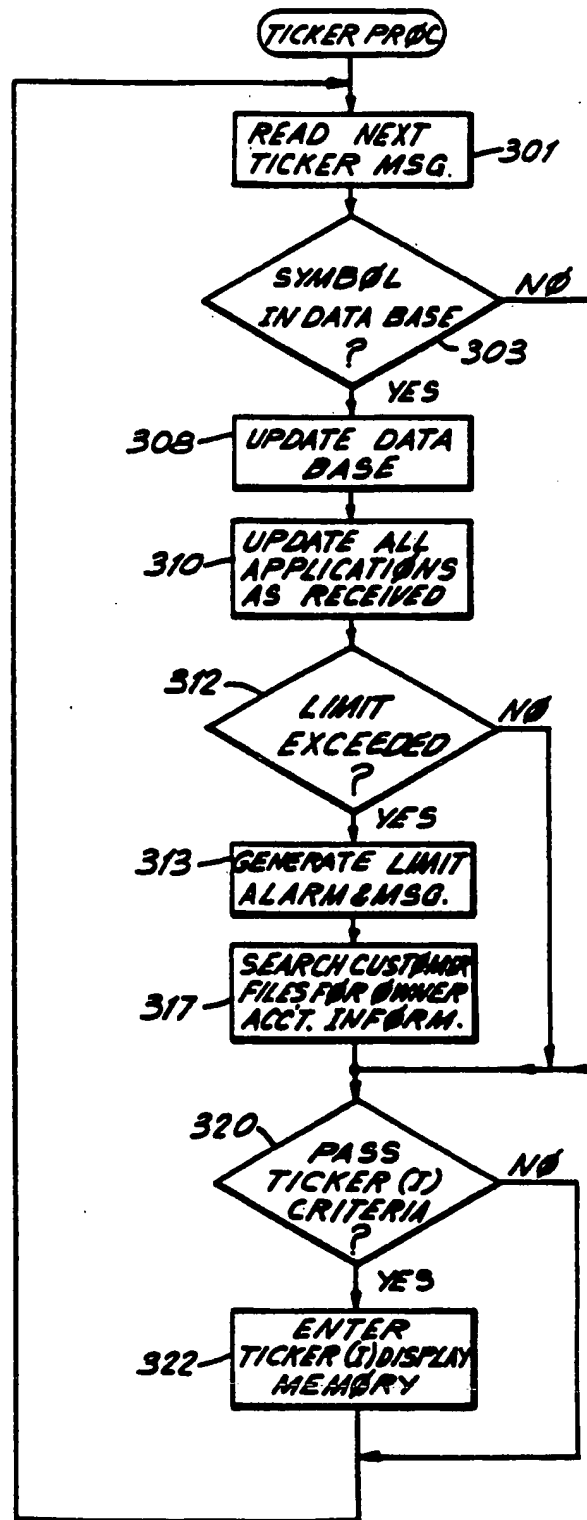 TICKER PRØC
READ NEXT
TICKER MSG.
301
SYMBØL
IN DATA BASE
?
NØ
303
YES
308
UPDATE DATA
BASE
310
UPDATE ALL
APPLICATIØNS
AS RECEIVED
312
LIMIT
EXCEEDED
?
NØ
YES
313
GENERATE LIMIT
ALARM & MSG.
317
SEARCH CUSTØMER
FILES FØR ØWNER
ACC'T. INFØRM.
320
PASS
TICKER (I)
CRITERIA
?
NØ
YES
322
ENTER
TICKER (I) DISPLAY
MEMØRY